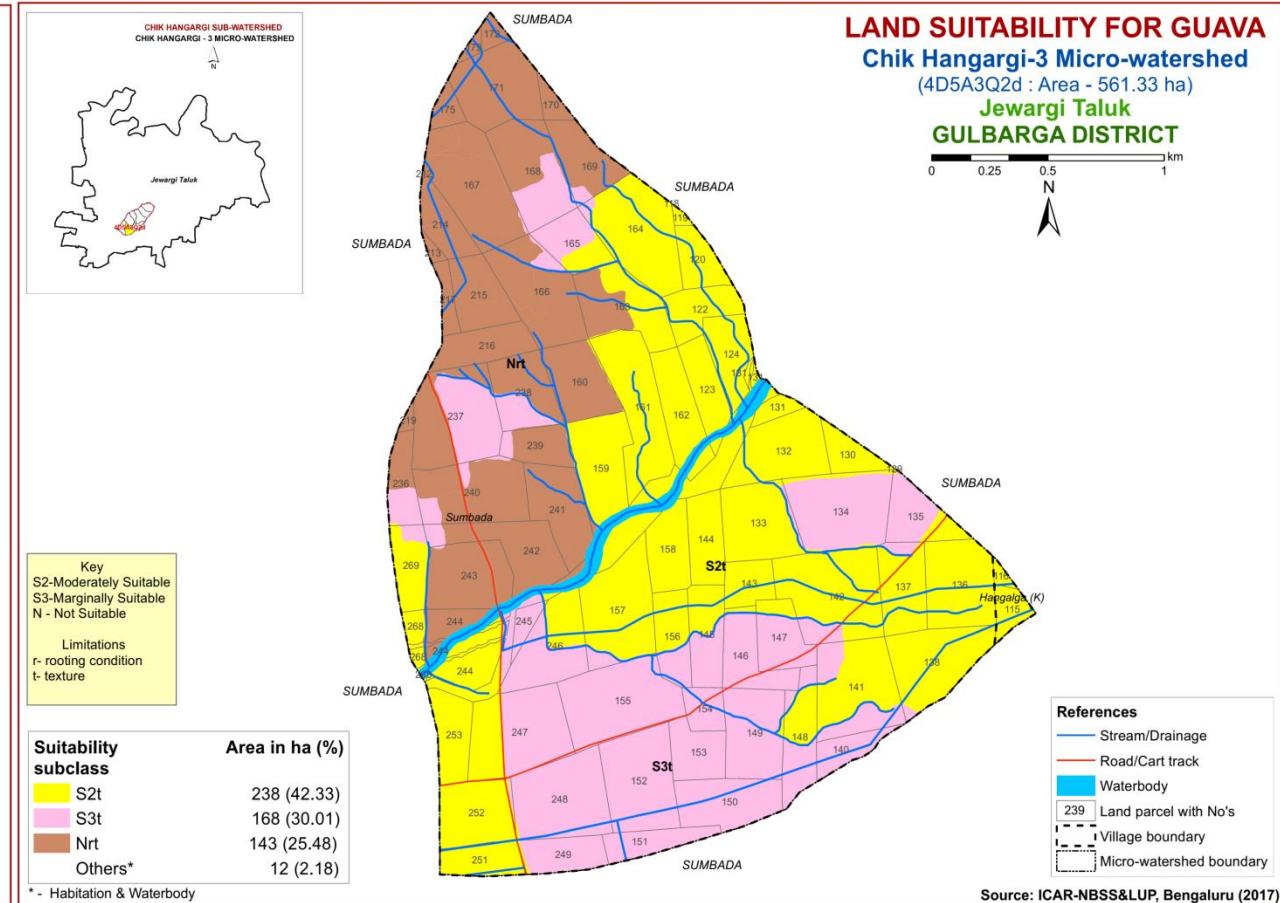 CHIK HANGARGI SUB-WATERSHED
CHIK HANGARGI - 3 MICRO-WATERSHED
N
Jewargi Taluk
4D5A3Q2d
LAND SUITABILITY FOR GUAVA
Chik Hangargi-3 Micro-watershed
(4D5A3Q2d : Area - 561.33 ha)
Jewargi Taluk
GULBARGA DISTRICT
km
0 0.25 0.5 1
N
SUMBADA
172
171
175
170
168
169
167
SUMBADA
118
119
164
214
213
SUMBADA
165
120
217
215
166
163
122
216
124
Nrt
238
160
123
161
162
131
237
219
239
159
132
130
129
SUMBADA
236
240
241
134
135
Sumbada
133
242
158
144
S2t
269
243
143
142
137
136
116
Hangalga (K)
115
157
268
244
245
246
156
145
147
146
138
268
244
244
SUMBADA
155
141
154
253
247
149
148
140
153
S3t
152
248
150
252
151
251
249
SUMBADA
Key
S2-Moderately Suitable
S3-Marginally Suitable
N - Not Suitable
Limitations
r- rooting condition
t- texture
Suitability subclass Area in ha (%)
S2t 238 (42.33)
S3t 168 (30.01)
Nrt 143 (25.48)
Others* 12 (2.18)
* - Habitation & Waterbody
References
Stream/Drainage
Road/Cart track
Waterbody
239 Land parcel with No's
Village boundary
Micro-watershed boundary
Source: ICAR-NBSS&LUP, Bengaluru (2017)